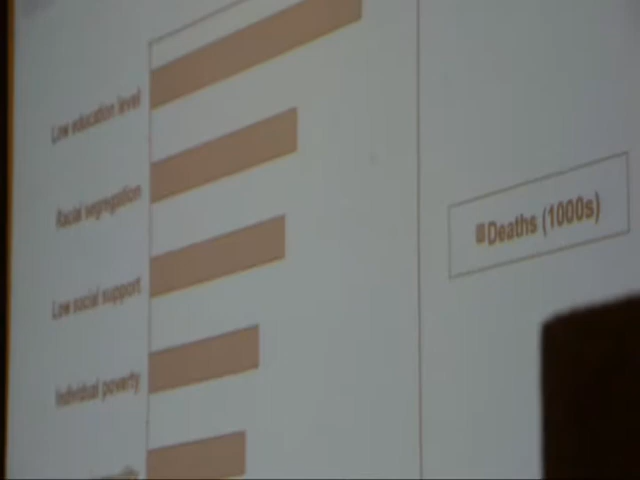 Low education level
Racial segregation
Low social support
Individual poverty
Deaths (1000s)